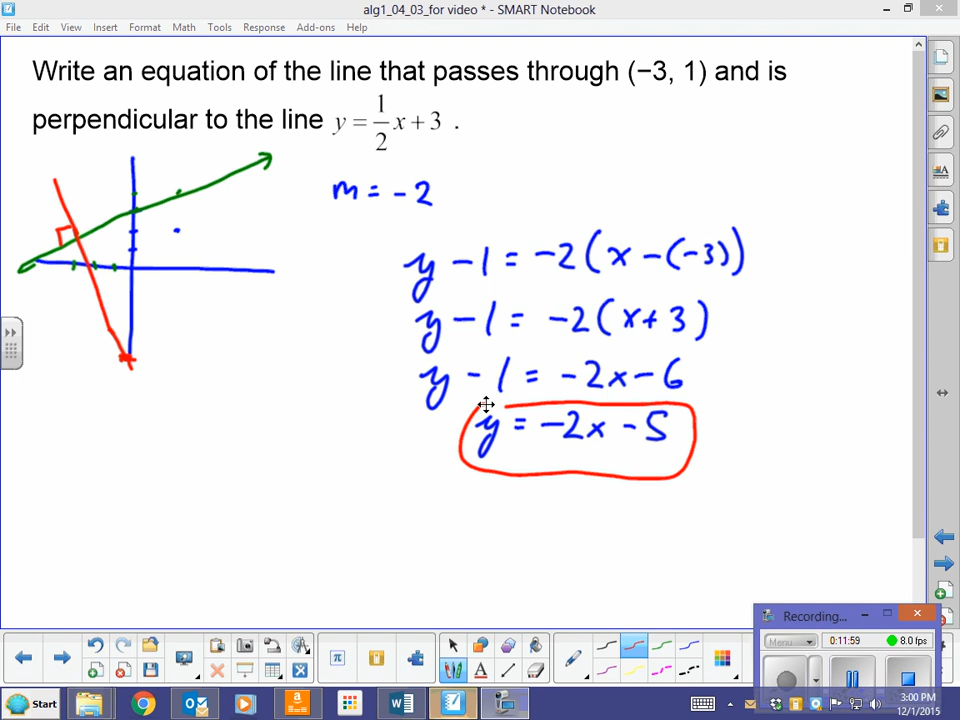 alg1_04_03_for video * - SMART Notebook
File Edit View Insert Format Math Tools Response Add-ons Help
Write an equation of the line that passes through (−3, 1) and is
perpendicular to the line y = 1/2 x + 3 .
m = -2
y - 1 = -2(x - (-3))
y - 1 = -2(x + 3)
y - 1 = -2x - 6
y = -2x - 5
Recording...
Menu 0:11:59 8.0 fps
Start
3:00 PM
12/1/2015